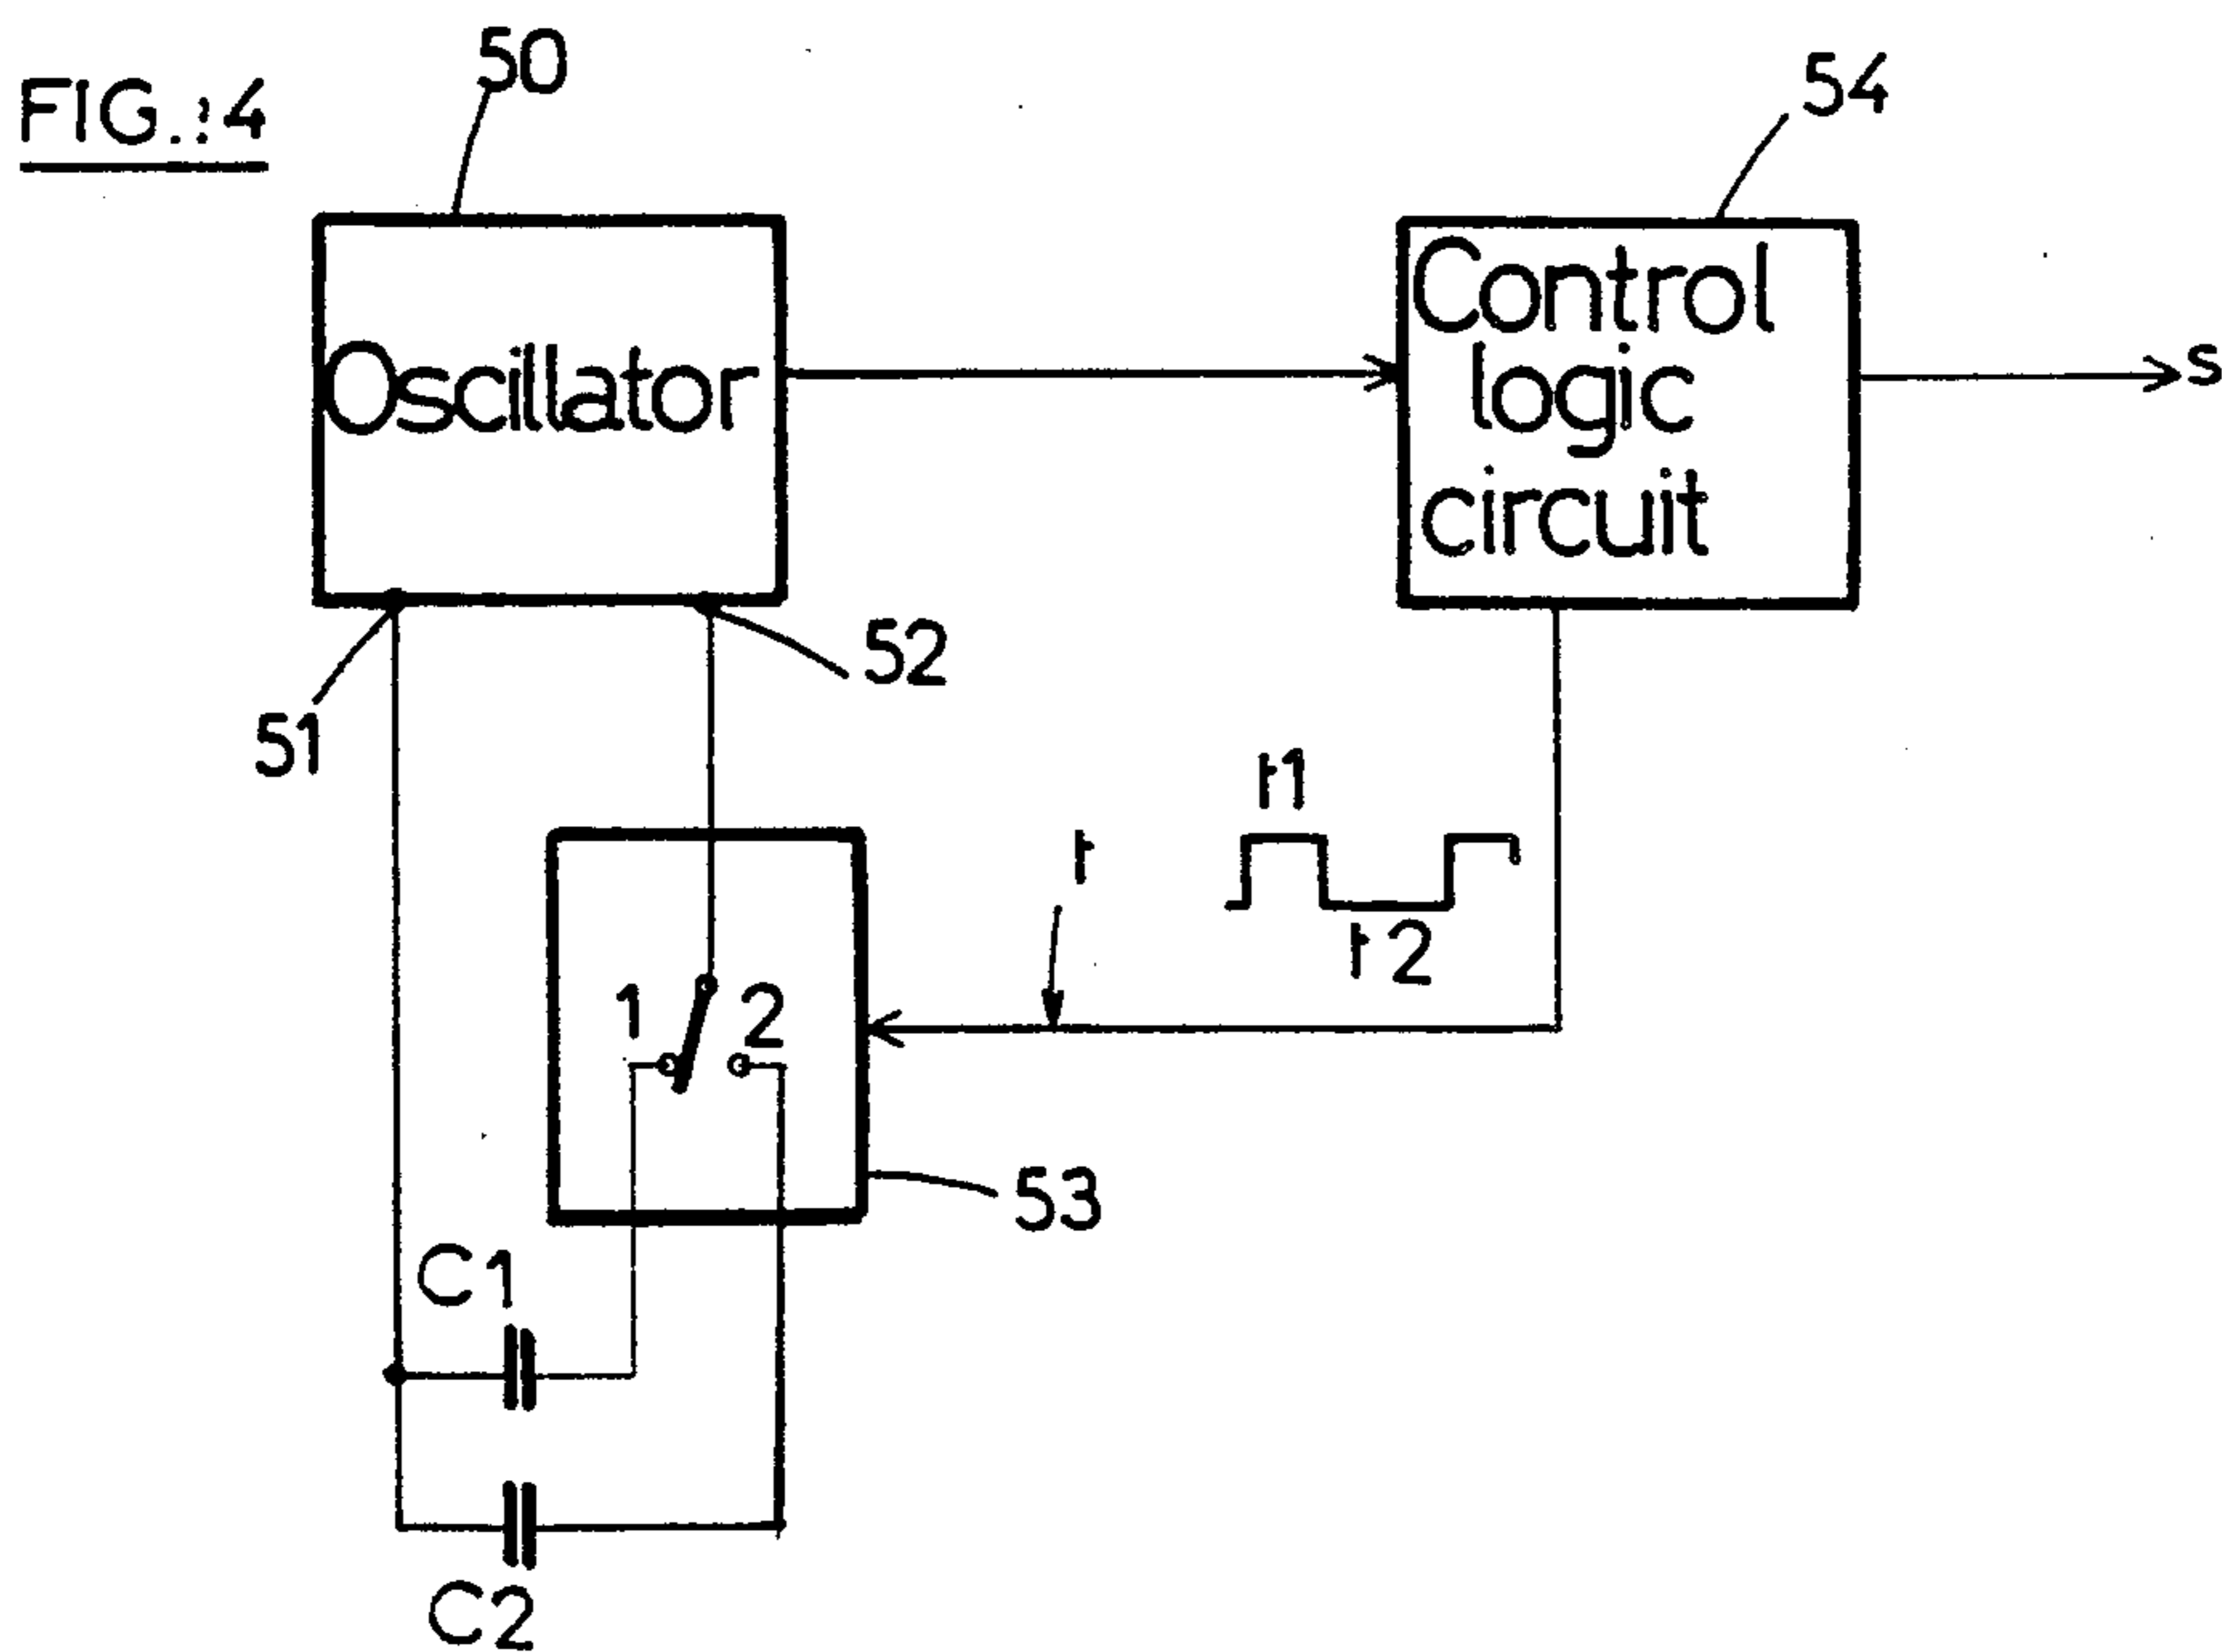 FIG.:4
50
54
Oscillator
Control
logic
circuit
s
51
52
t1
t
t2
1
2
53
C1
C2